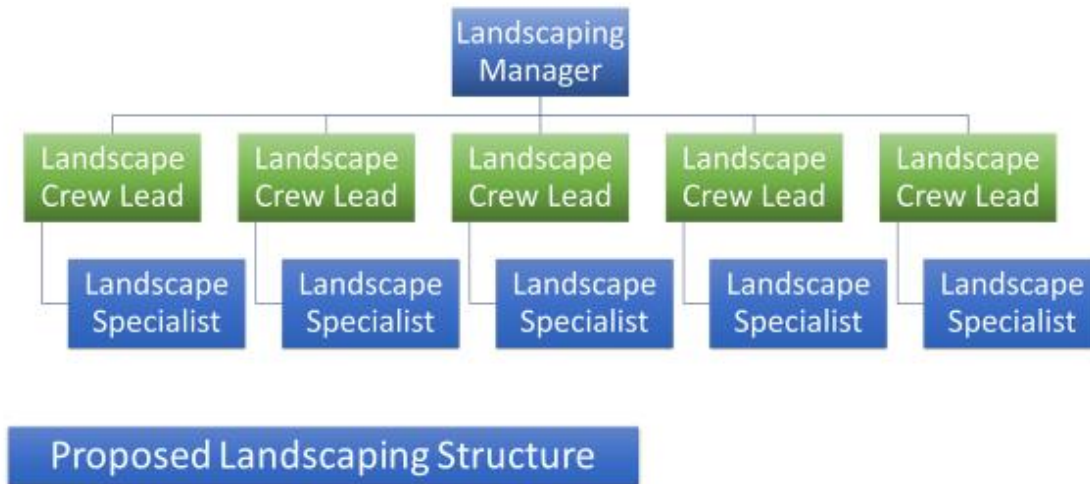 Landscaping
Manager
Landscape
Crew Lead
Landscape
Crew Lead
Landscape
Crew Lead
Landscape
Crew Lead
Landscape
Crew Lead
Landscape
Specialist
Landscape
Specialist
Landscape
Specialist
Landscape
Specialist
Landscape
Specialist
Proposed Landscaping Structure